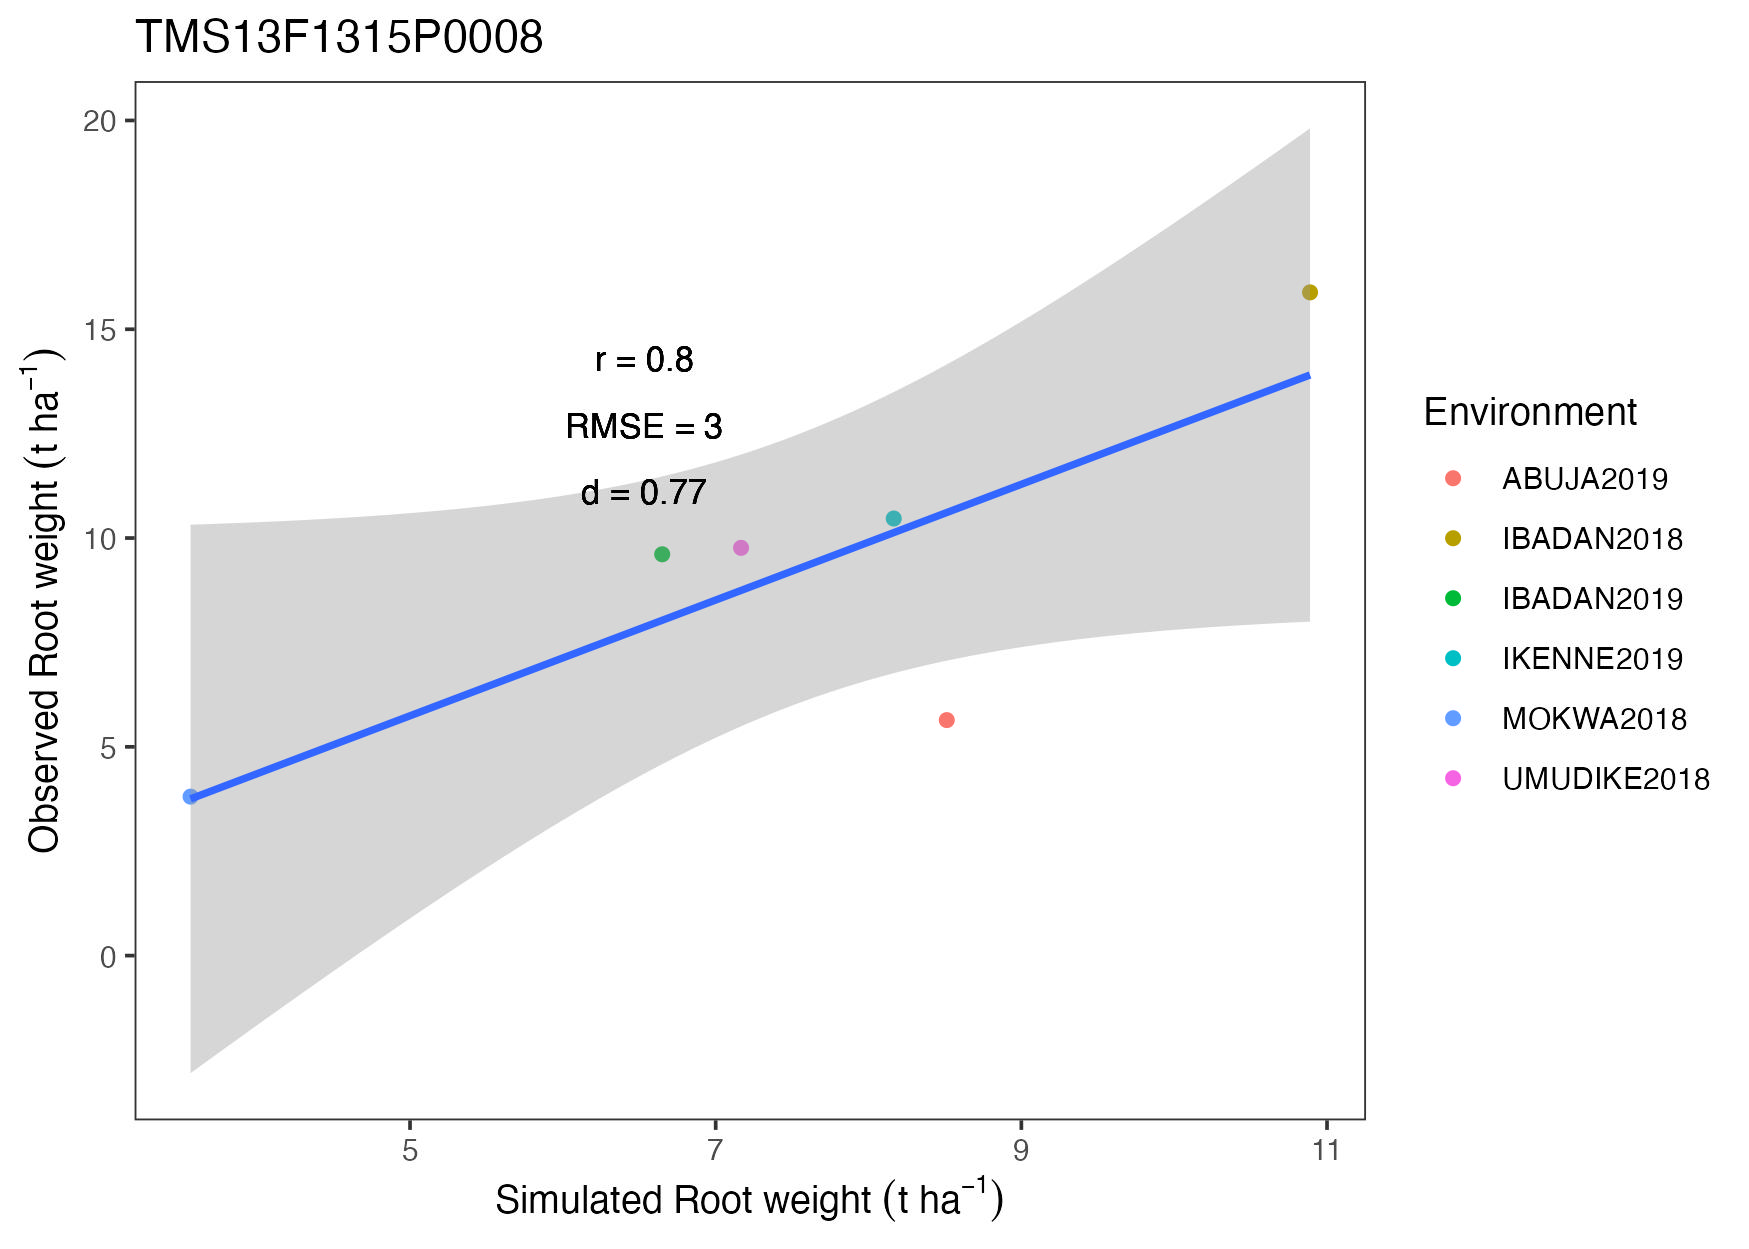 TMS13F1315P0008
20
15
10
5
0
Observed Root weight (t ha⁻¹)
r = 0.8
RMSE = 3
d = 0.77
5 7 9 11
Simulated Root weight (t ha⁻¹)
Environment
ABUJA2019
IBADAN2018
IBADAN2019
IKENNE2019
MOKWA2018
UMUDIKE2018